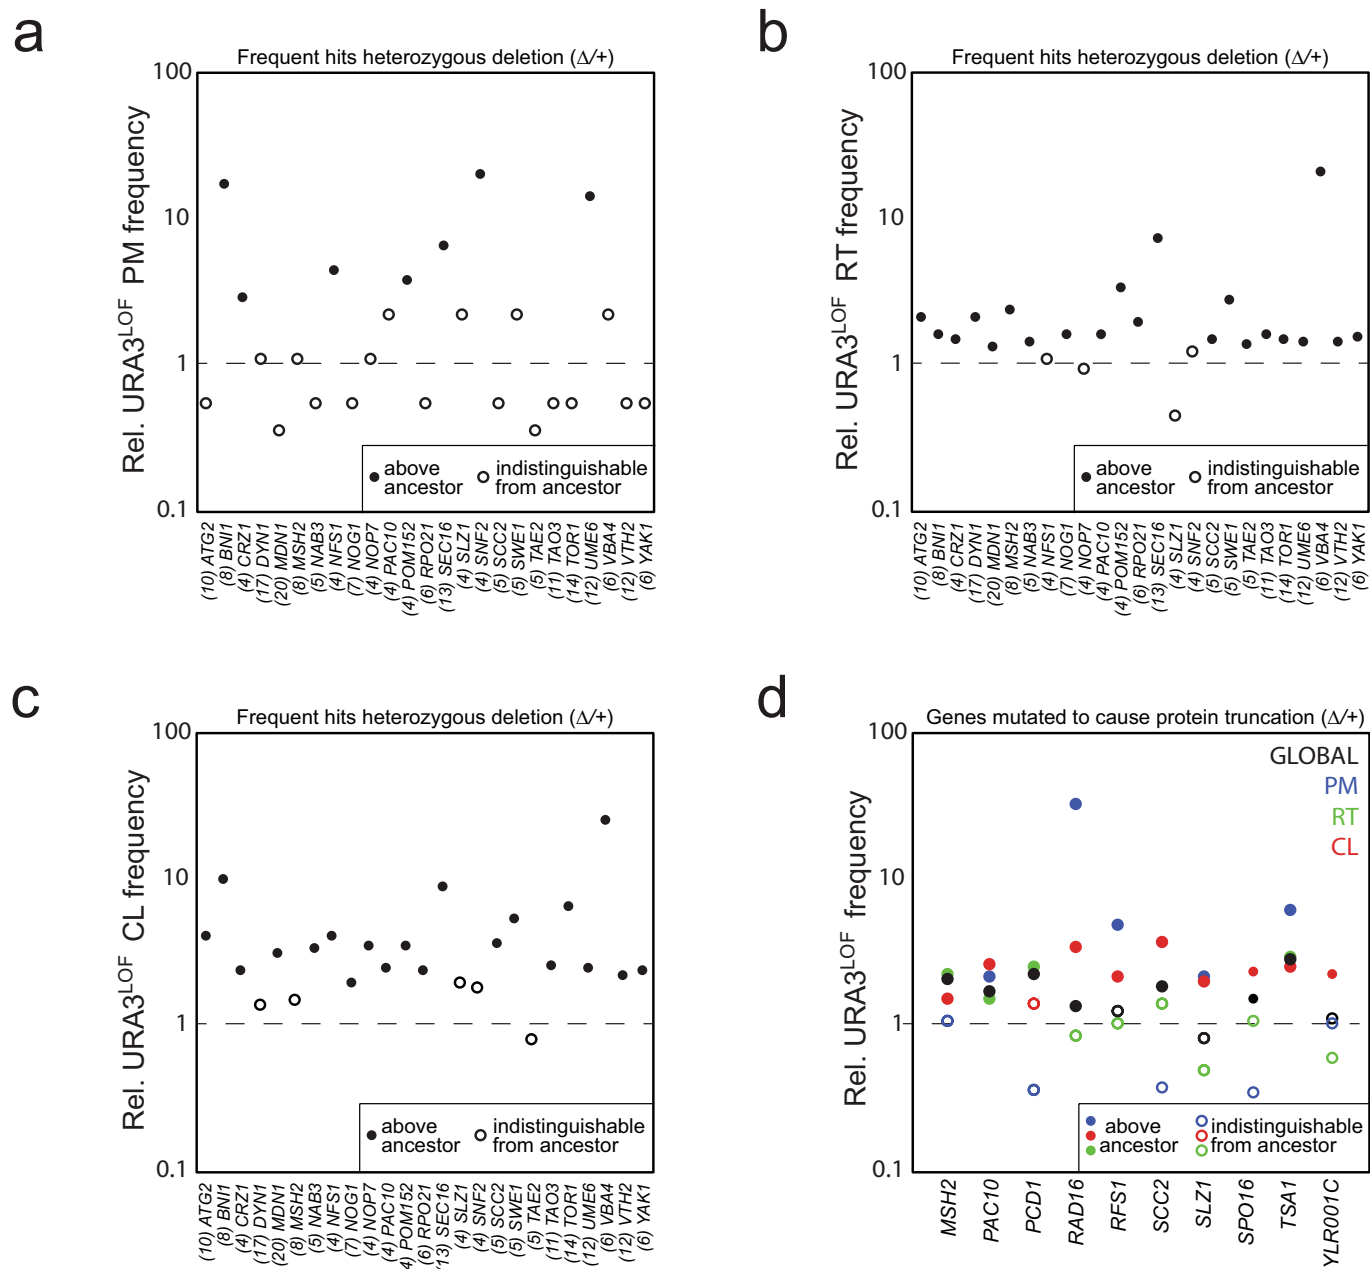 a
Frequent hits heterozygous deletion (Δ/+)
100
10
1
0.1
Rel. URA3LOF PM frequency
above
ancestor
indistinguishable
from ancestor
(10) ATG2
(8) BNI1
(4) CRZ1
(17) DYN1
(20) MDN1
(8) MSH2
(5) NAB3
(4) NFS1
(7) NOG1
(4) NOP7
(4) PAC10
(4) POM152
(6) RPO21
(13) SEC16
(4) SLZ1
(4) SNF2
(5) SCC2
(5) SWE1
(5) TAE2
(11) TAO3
(14) TOR1
(12) UME6
(6) VBA4
(12) VTH2
(6) YAK1
b
Frequent hits heterozygous deletion (Δ/+)
100
10
1
0.1
Rel. URA3LOF RT frequency
above
ancestor
indistinguishable
from ancestor
(10) ATG2
(8) BNI1
(4) CRZ1
(17) DYN1
(20) MDN1
(8) MSH2
(5) NAB3
(4) NFS1
(7) NOG1
(4) NOP7
(4) PAC10
(4) POM152
(6) RPO21
(13) SEC16
(4) SLZ1
(4) SNF2
(5) SCC2
(5) SWE1
(5) TAE2
(11) TAO3
(14) TOR1
(12) UME6
(6) VBA4
(12) VTH2
(6) YAK1
c
Frequent hits heterozygous deletion (Δ/+)
100
10
1
0.1
Rel. URA3LOF CL frequency
above
ancestor
indistinguishable
from ancestor
(10) ATG2
(8) BNI1
(4) CRZ1
(17) DYN1
(20) MDN1
(8) MSH2
(5) NAB3
(4) NFS1
(7) NOG1
(4) NOP7
(4) PAC10
(4) POM152
(6) RPO21
(13) SEC16
(4) SLZ1
(4) SNF2
(5) SCC2
(5) SWE1
(5) TAE2
(11) TAO3
(14) TOR1
(12) UME6
(6) VBA4
(12) VTH2
(6) YAK1
d
Genes mutated to cause protein truncation (Δ/+)
100
10
1
0.1
Rel. URA3LOF frequency
GLOBAL
PM
RT
CL
above
ancestor
indistinguishable
from ancestor
MSH2
PAC10
PCD1
RAD16
RFS1
SCC2
SLZ1
SPO16
TSA1
YLR001C